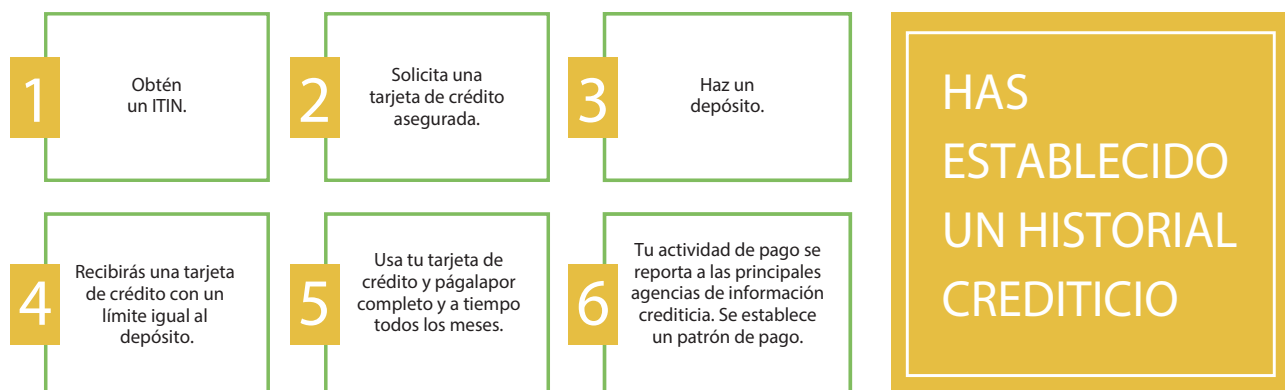 1
Obtén
un ITIN.
2
Solicita una
tarjeta de crédito
asegurada.
3
Haz un
depósito.
4
Recibirás una tarjeta
de crédito con un
límite igual al
depósito.
5
Usa tu tarjeta de
crédito y págalapor
completo y a tiempo
todos los meses.
6
Tu actividad de pago se
reporta a las principales
agencias de información
crediticia. Se establece
un patrón de pago.
HAS
ESTABLECIDO
UN HISTORIAL
CREDITICIO